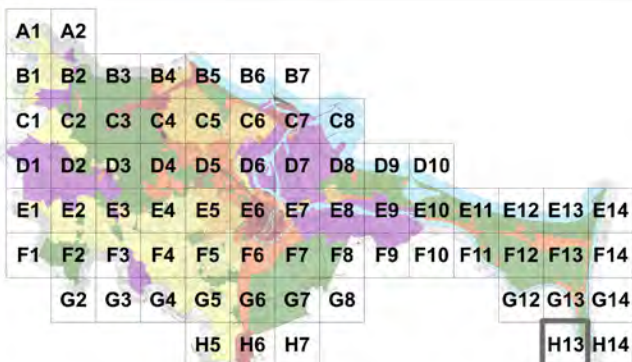 A1 A2
B1 B2 B3 B4 B5 B6 B7
C1 C2 C3 C4 C5 C6 C7 C8
D1 D2 D3 D4 D5 D6 D7 D8 D9 D10
E1 E2 E3 E4 E5 E6 E7 E8 E9 E10 E11 E12 E13 E14
F1 F2 F3 F4 F5 F6 F7 F8 F9 F10 F11 F12 F13 F14
G2 G3 G4 G5 G6 G7 G8 G12 G13 G14
H5 H6 H7 H13 H14